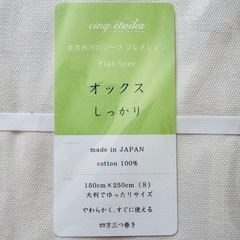 cinq étoiles
東京西川のシーツ コレクション
Flat type
オックス
しっかり
made in JAPAN
cotton 100%
150cm×250cm (S)
大判でゆったりサイズ
やわらかく、すぐに使える
四方三つ巻き